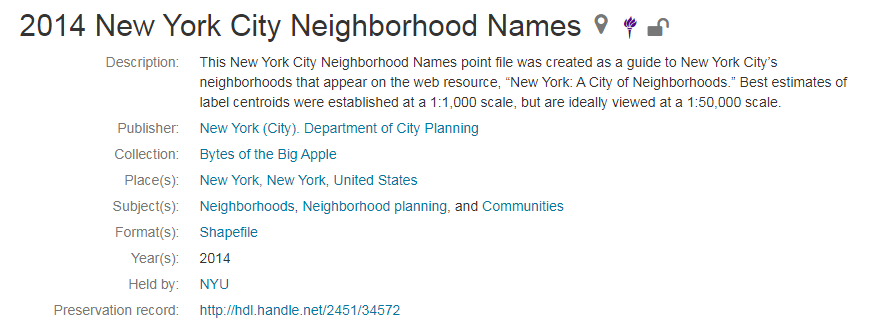 2014 New York City Neighborhood Names
Description: This New York City Neighborhood Names point file was created as a guide to New York City’s
neighborhoods that appear on the web resource, “New York: A City of Neighborhoods.” Best estimates of
label centroids were established at a 1:1,000 scale, but are ideally viewed at a 1:50,000 scale.
Publisher: New York (City). Department of City Planning
Collection: Bytes of the Big Apple
Place(s): New York, New York, United States
Subject(s): Neighborhoods, Neighborhood planning, and Communities
Format(s): Shapefile
Year(s): 2014
Held by: NYU
Preservation record: http://hdl.handle.net/2451/34572